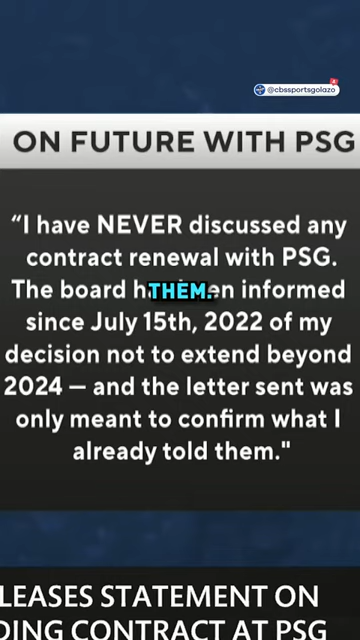 @cbssportsgolazo
ON FUTURE WITH PSG
“I have NEVER discussed any
contract renewal with PSG.
The board THEM. informed
since July 15th, 2022 of my
decision not to extend beyond
2024 — and the letter sent was
only meant to confirm what I
already told them."
LEASES STATEMENT ON
DING CONTRACT AT PSG